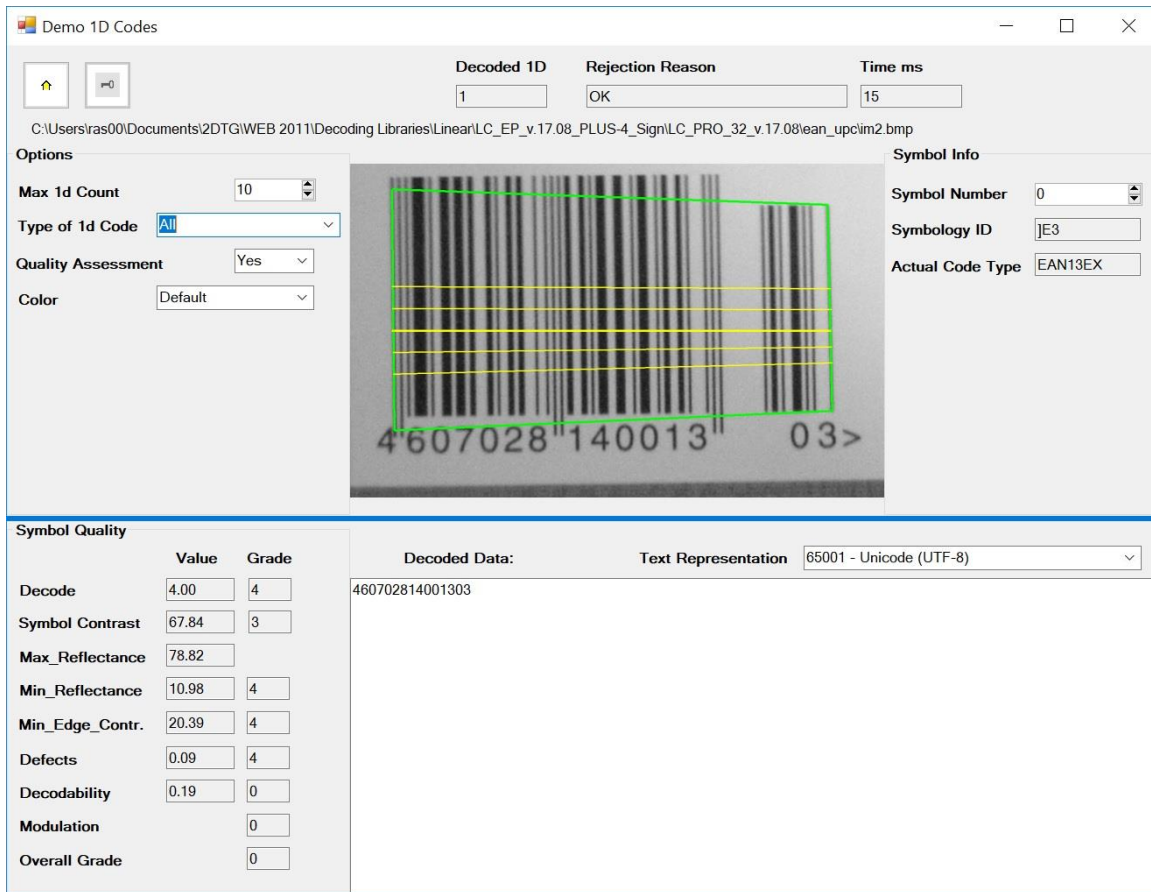 Demo 1D Codes
Decoded 1D Rejection Reason Time ms
1 OK 15
C:\Users\ras00\Documents\2DTG\WEB 2011\Decoding Libraries\Linear\LC_EP_v.17.08_PLUS-4_Sign\LC_PRO_32_v.17.08\ean_upc\im2.bmp
Options
Max 1d Count 10
Type of 1d Code All
Quality Assessment Yes
Color Default
4 607028 140013 03>
Symbol Info
Symbol Number 0
Symbology ID ]E3
Actual Code Type EAN13EX
Symbol Quality
Value Grade
Decode 4.00 4
Symbol Contrast 67.84 3
Max_Reflectance 78.82
Min_Reflectance 10.98 4
Min_Edge_Contr. 20.39 4
Defects 0.09 4
Decodability 0.19 0
Modulation 0
Overall Grade 0
Decoded Data: Text Representation 65001 - Unicode (UTF-8)
460702814001303